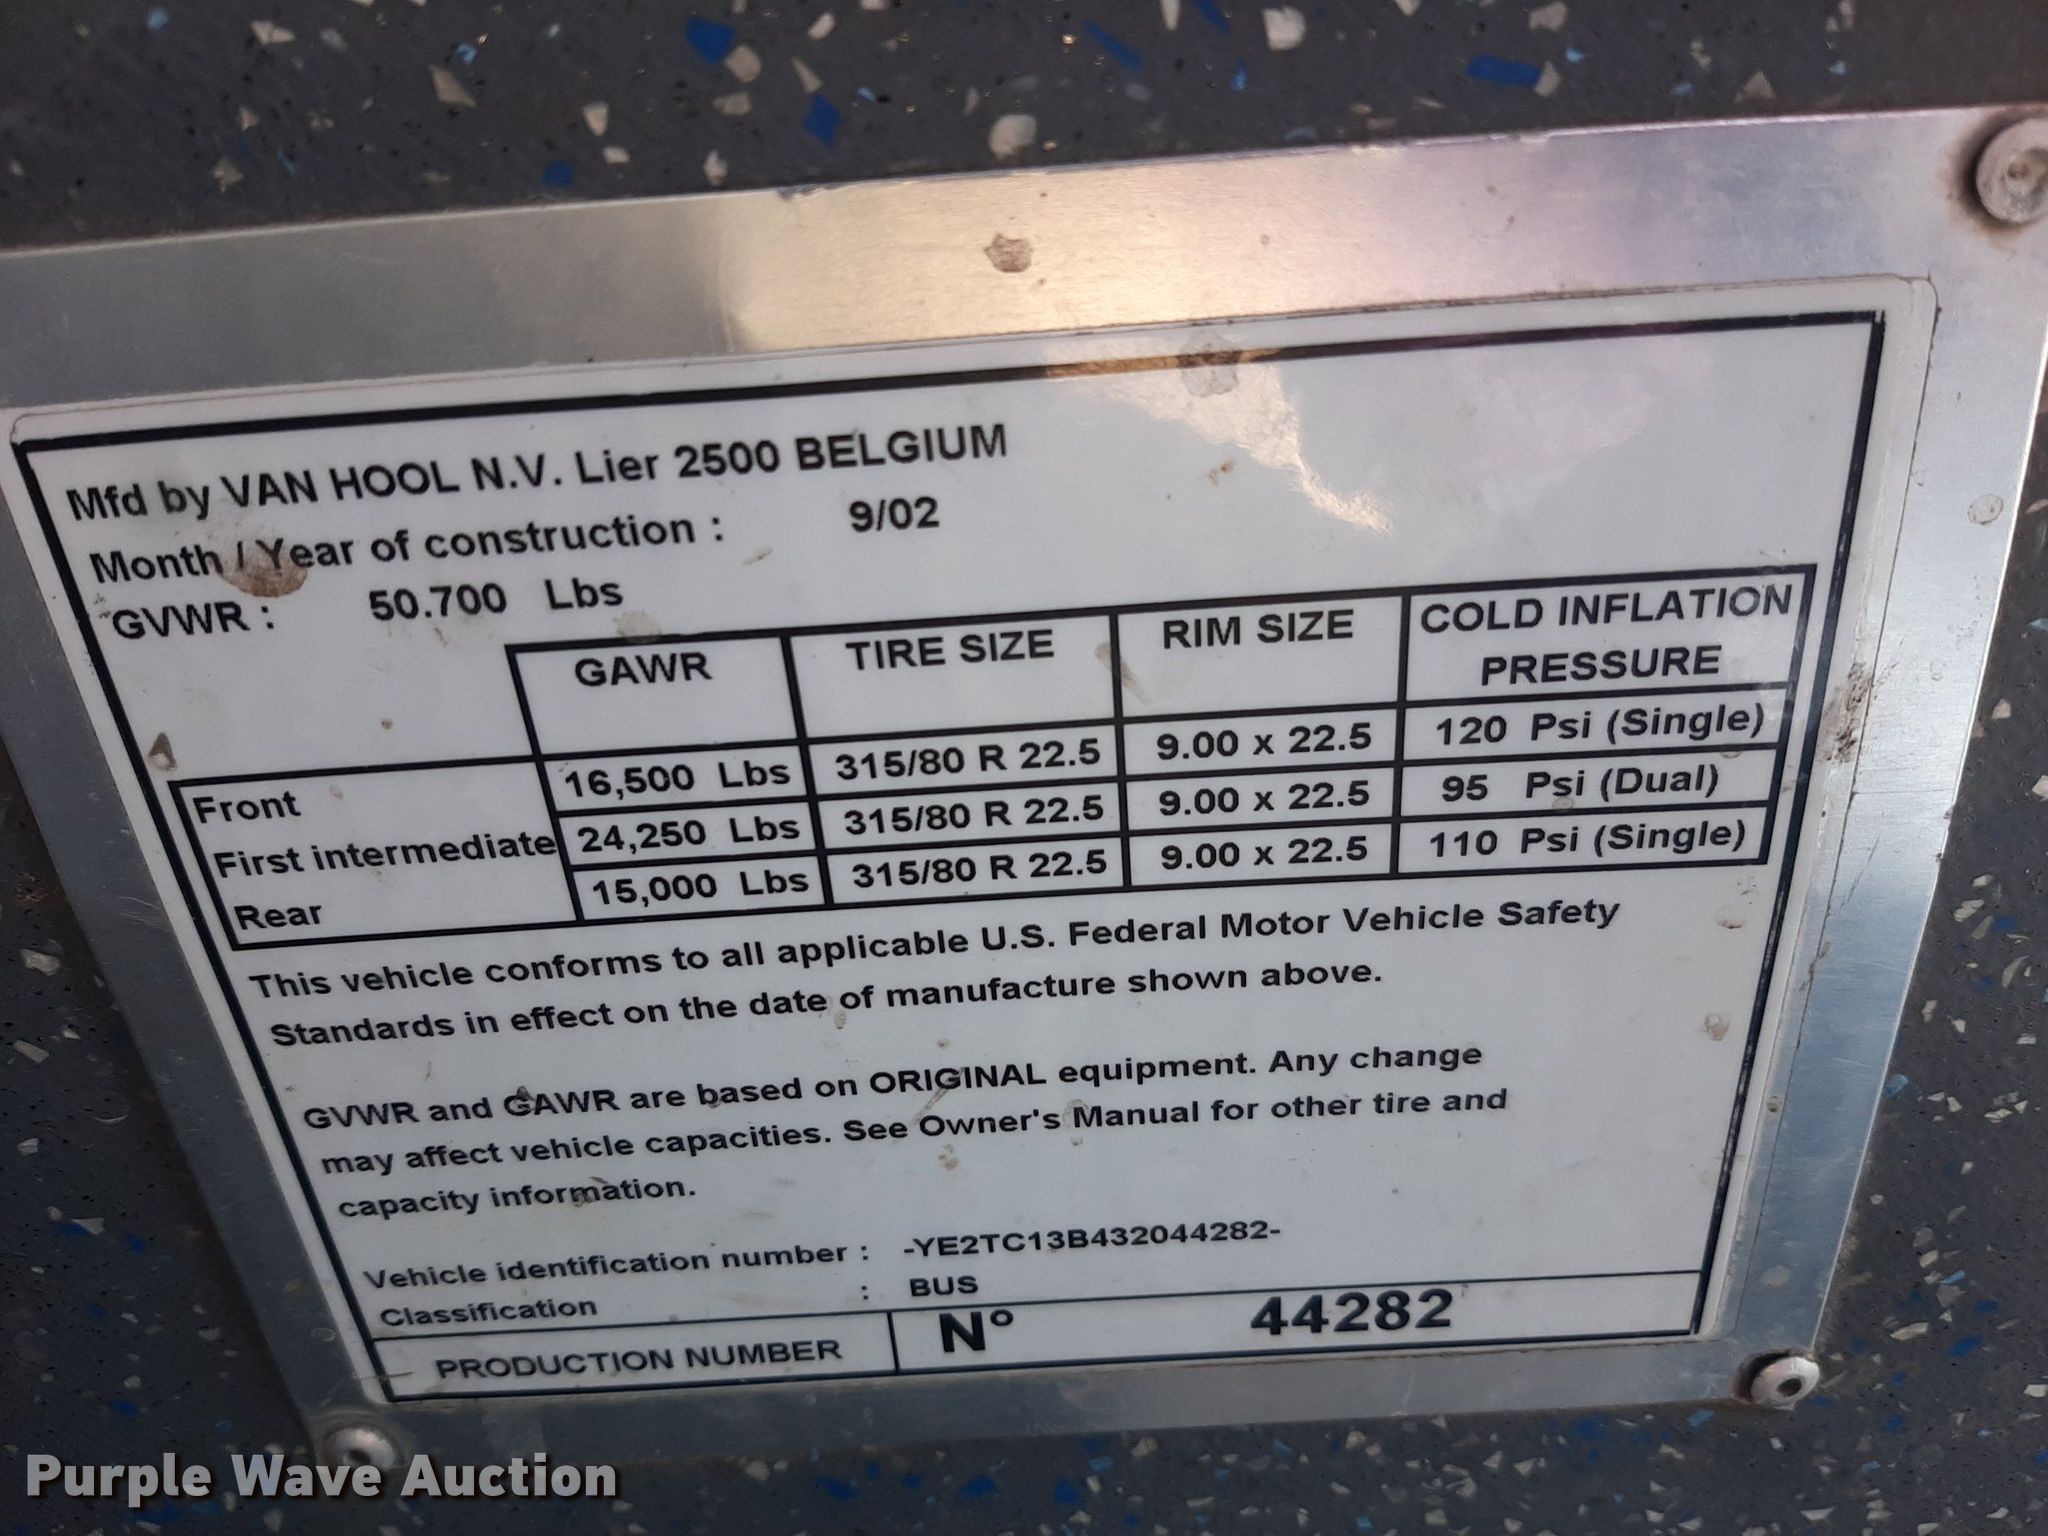 Mfd by VAN HOOL N.V. Lier 2500 BELGIUM
Month / Year of construction : 9/02
GVWR : 50.700 Lbs
GAWR TIRE SIZE RIM SIZE COLD INFLATION PRESSURE
Front 16,500 Lbs 315/80 R 22.5 9.00 x 22.5 120 Psi (Single)
First intermediate 24,250 Lbs 315/80 R 22.5 9.00 x 22.5 95 Psi (Dual)
Rear 15,000 Lbs 315/80 R 22.5 9.00 x 22.5 110 Psi (Single)
This vehicle conforms to all applicable U.S. Federal Motor Vehicle Safety
Standards in effect on the date of manufacture shown above.
GVWR and GAWR are based on ORIGINAL equipment. Any change
may affect vehicle capacities. See Owner's Manual for other tire and
capacity information.
Vehicle identification number : -YE2TC13B432044282-
Classification : BUS
PRODUCTION NUMBER N° 44282
Purple Wave Auction